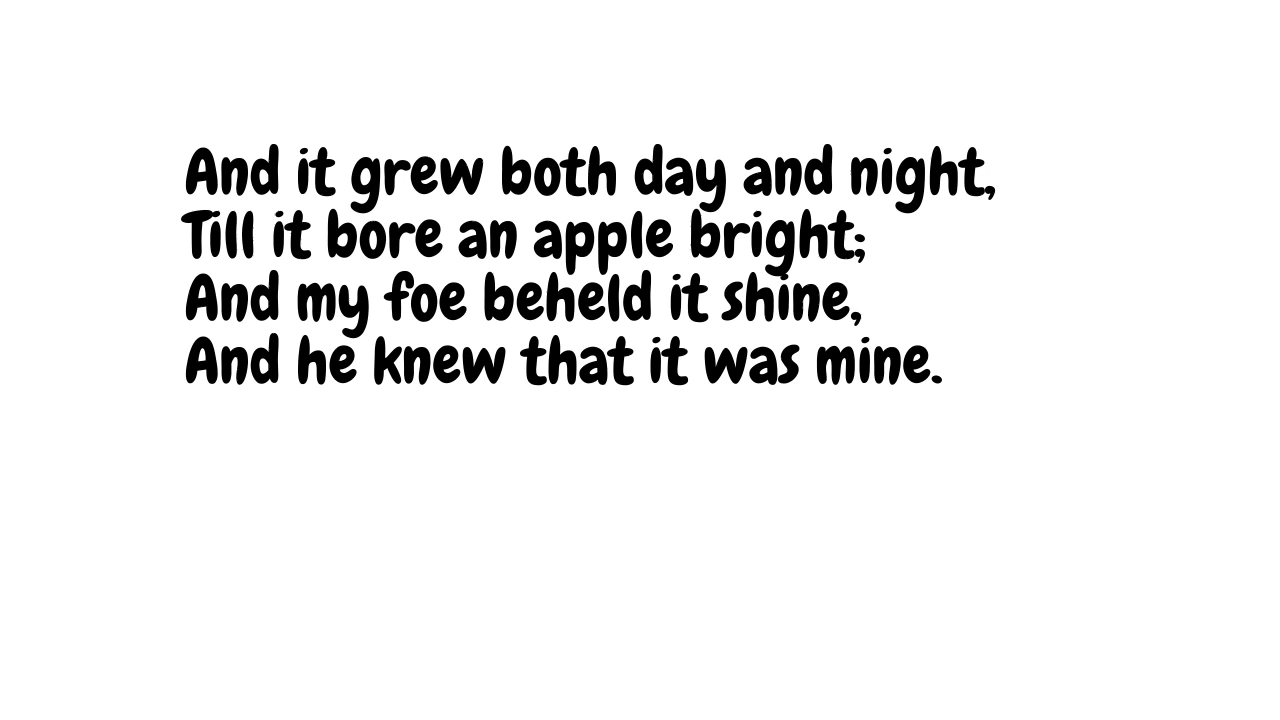 And it grew both day and night,
Till it bore an apple bright;
And my foe beheld it shine,
And he knew that it was mine.